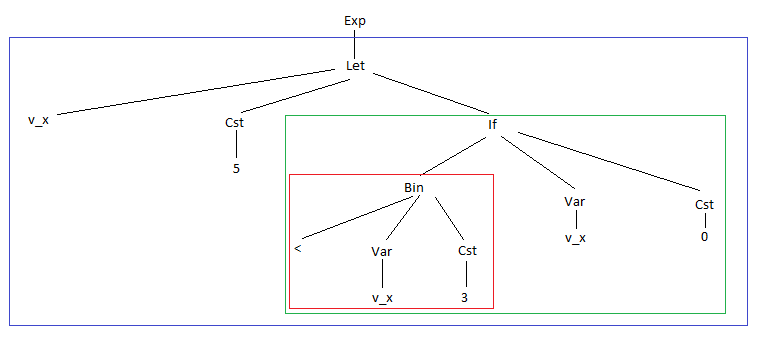 Exp
Let
v_x
Cst
If
5
Bin
Var
Cst
v_x
0
<
Var
Cst
v_x
3